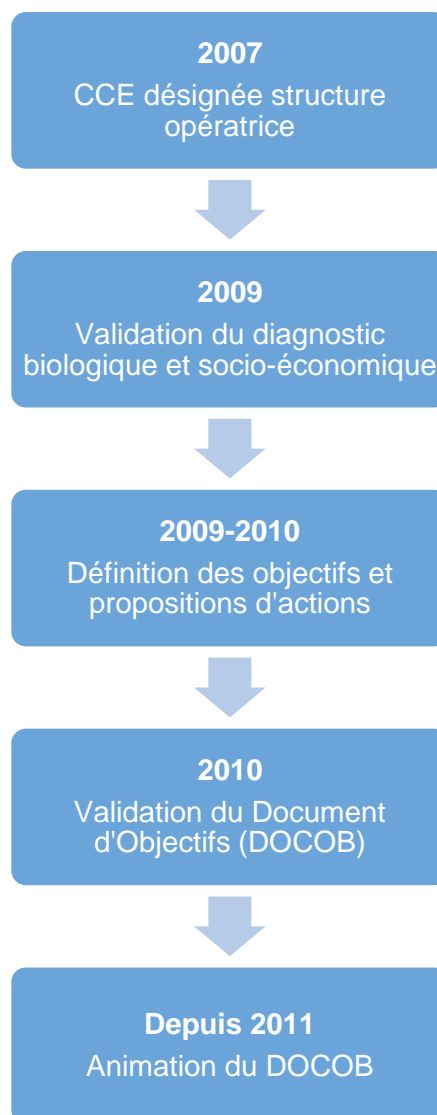 2007
CCE désignée structure
opératrice
2009
Validation du diagnostic
biologique et socio-économique
2009-2010
Définition des objectifs et
propositions d'actions
2010
Validation du Document
d'Objectifs (DOCOB)
Depuis 2011
Animation du DOCOB